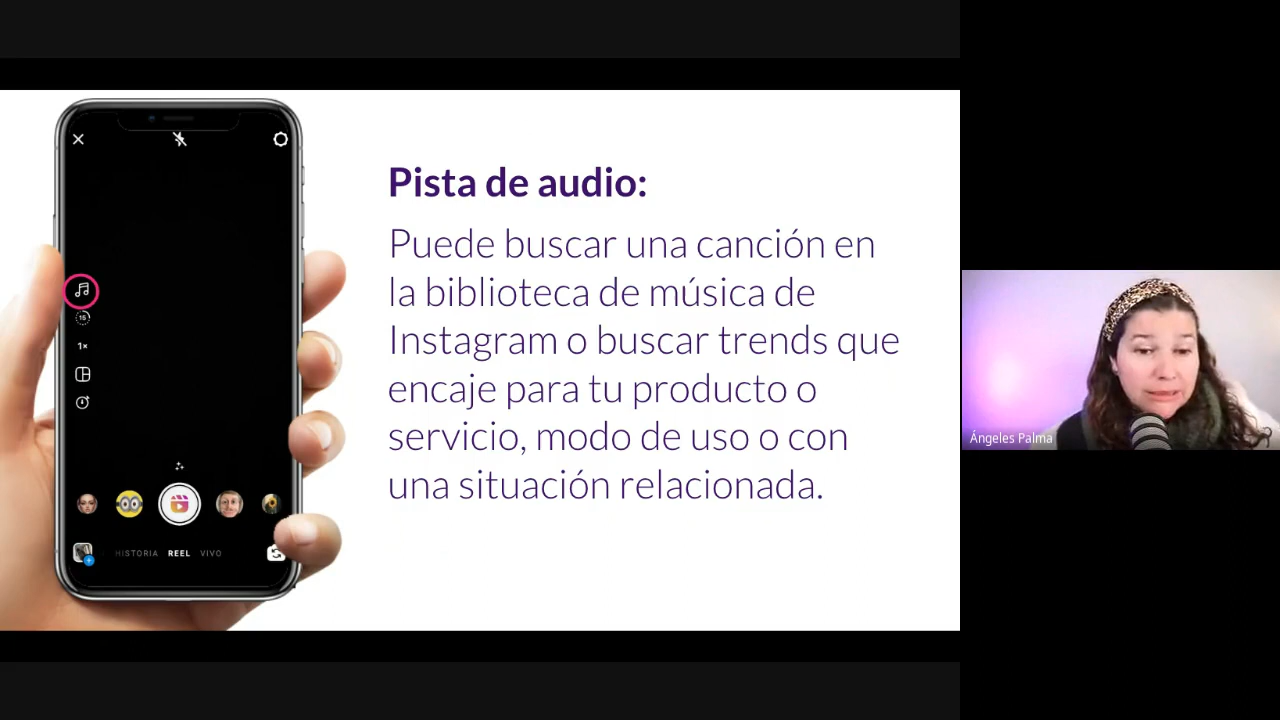 Pista de audio:
Puede buscar una canción en
la biblioteca de música de
Instagram o buscar trends que
encaje para tu producto o
servicio, modo de uso o con
una situación relacionada.
15
1×
HISTORIA REEL VIVO
Ángeles Palma